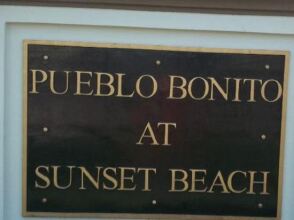 PUEBLO BONITO
AT
SUNSET BEACH